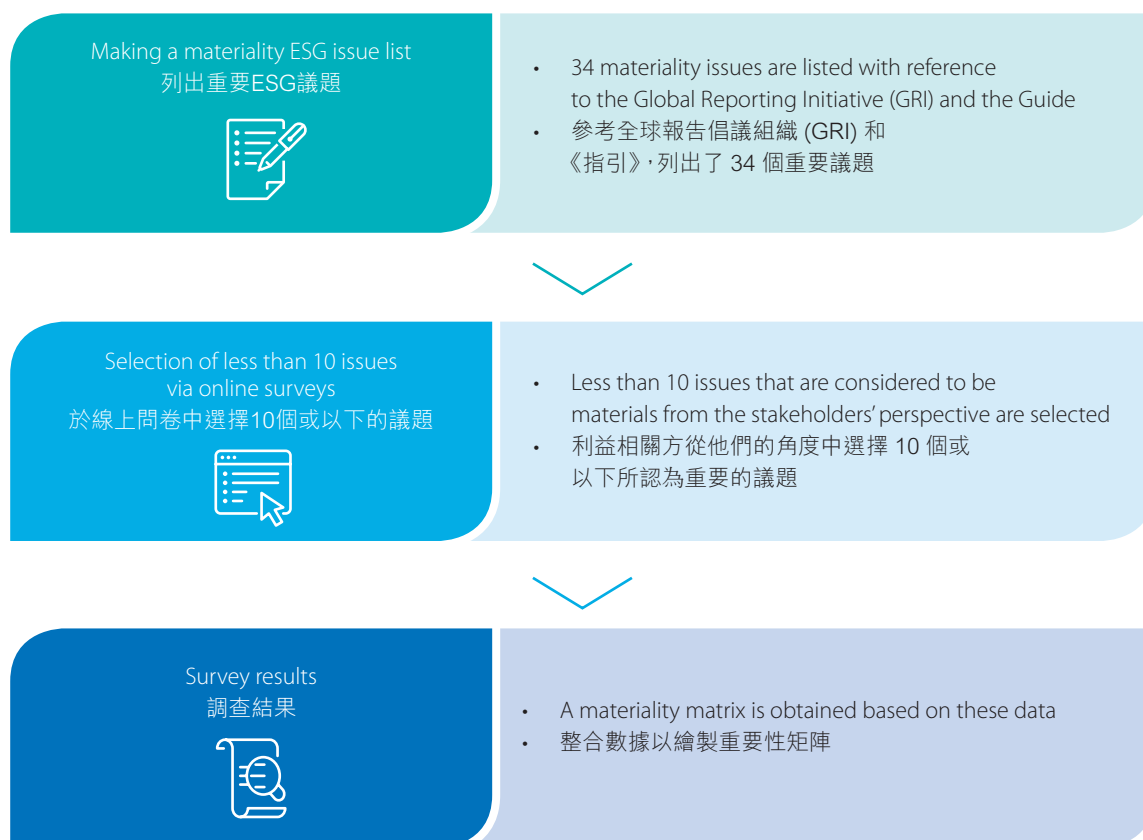 Making a materiality ESG issue list
列出重要ESG議題
• 34 materiality issues are listed with reference
to the Global Reporting Initiative (GRI) and the Guide
• 參考全球報告倡議組織 (GRI) 和
《指引》，列出了 34 個重要議題
Selection of less than 10 issues
via online surveys
於線上問卷中選擇10個或以下的議題
• Less than 10 issues that are considered to be
materials from the stakeholders’ perspective are selected
• 利益相關方從他們的角度中選擇 10 個或
以下所認為重要的議題
Survey results
調查結果
• A materiality matrix is obtained based on these data
• 整合數據以繪製重要性矩陣